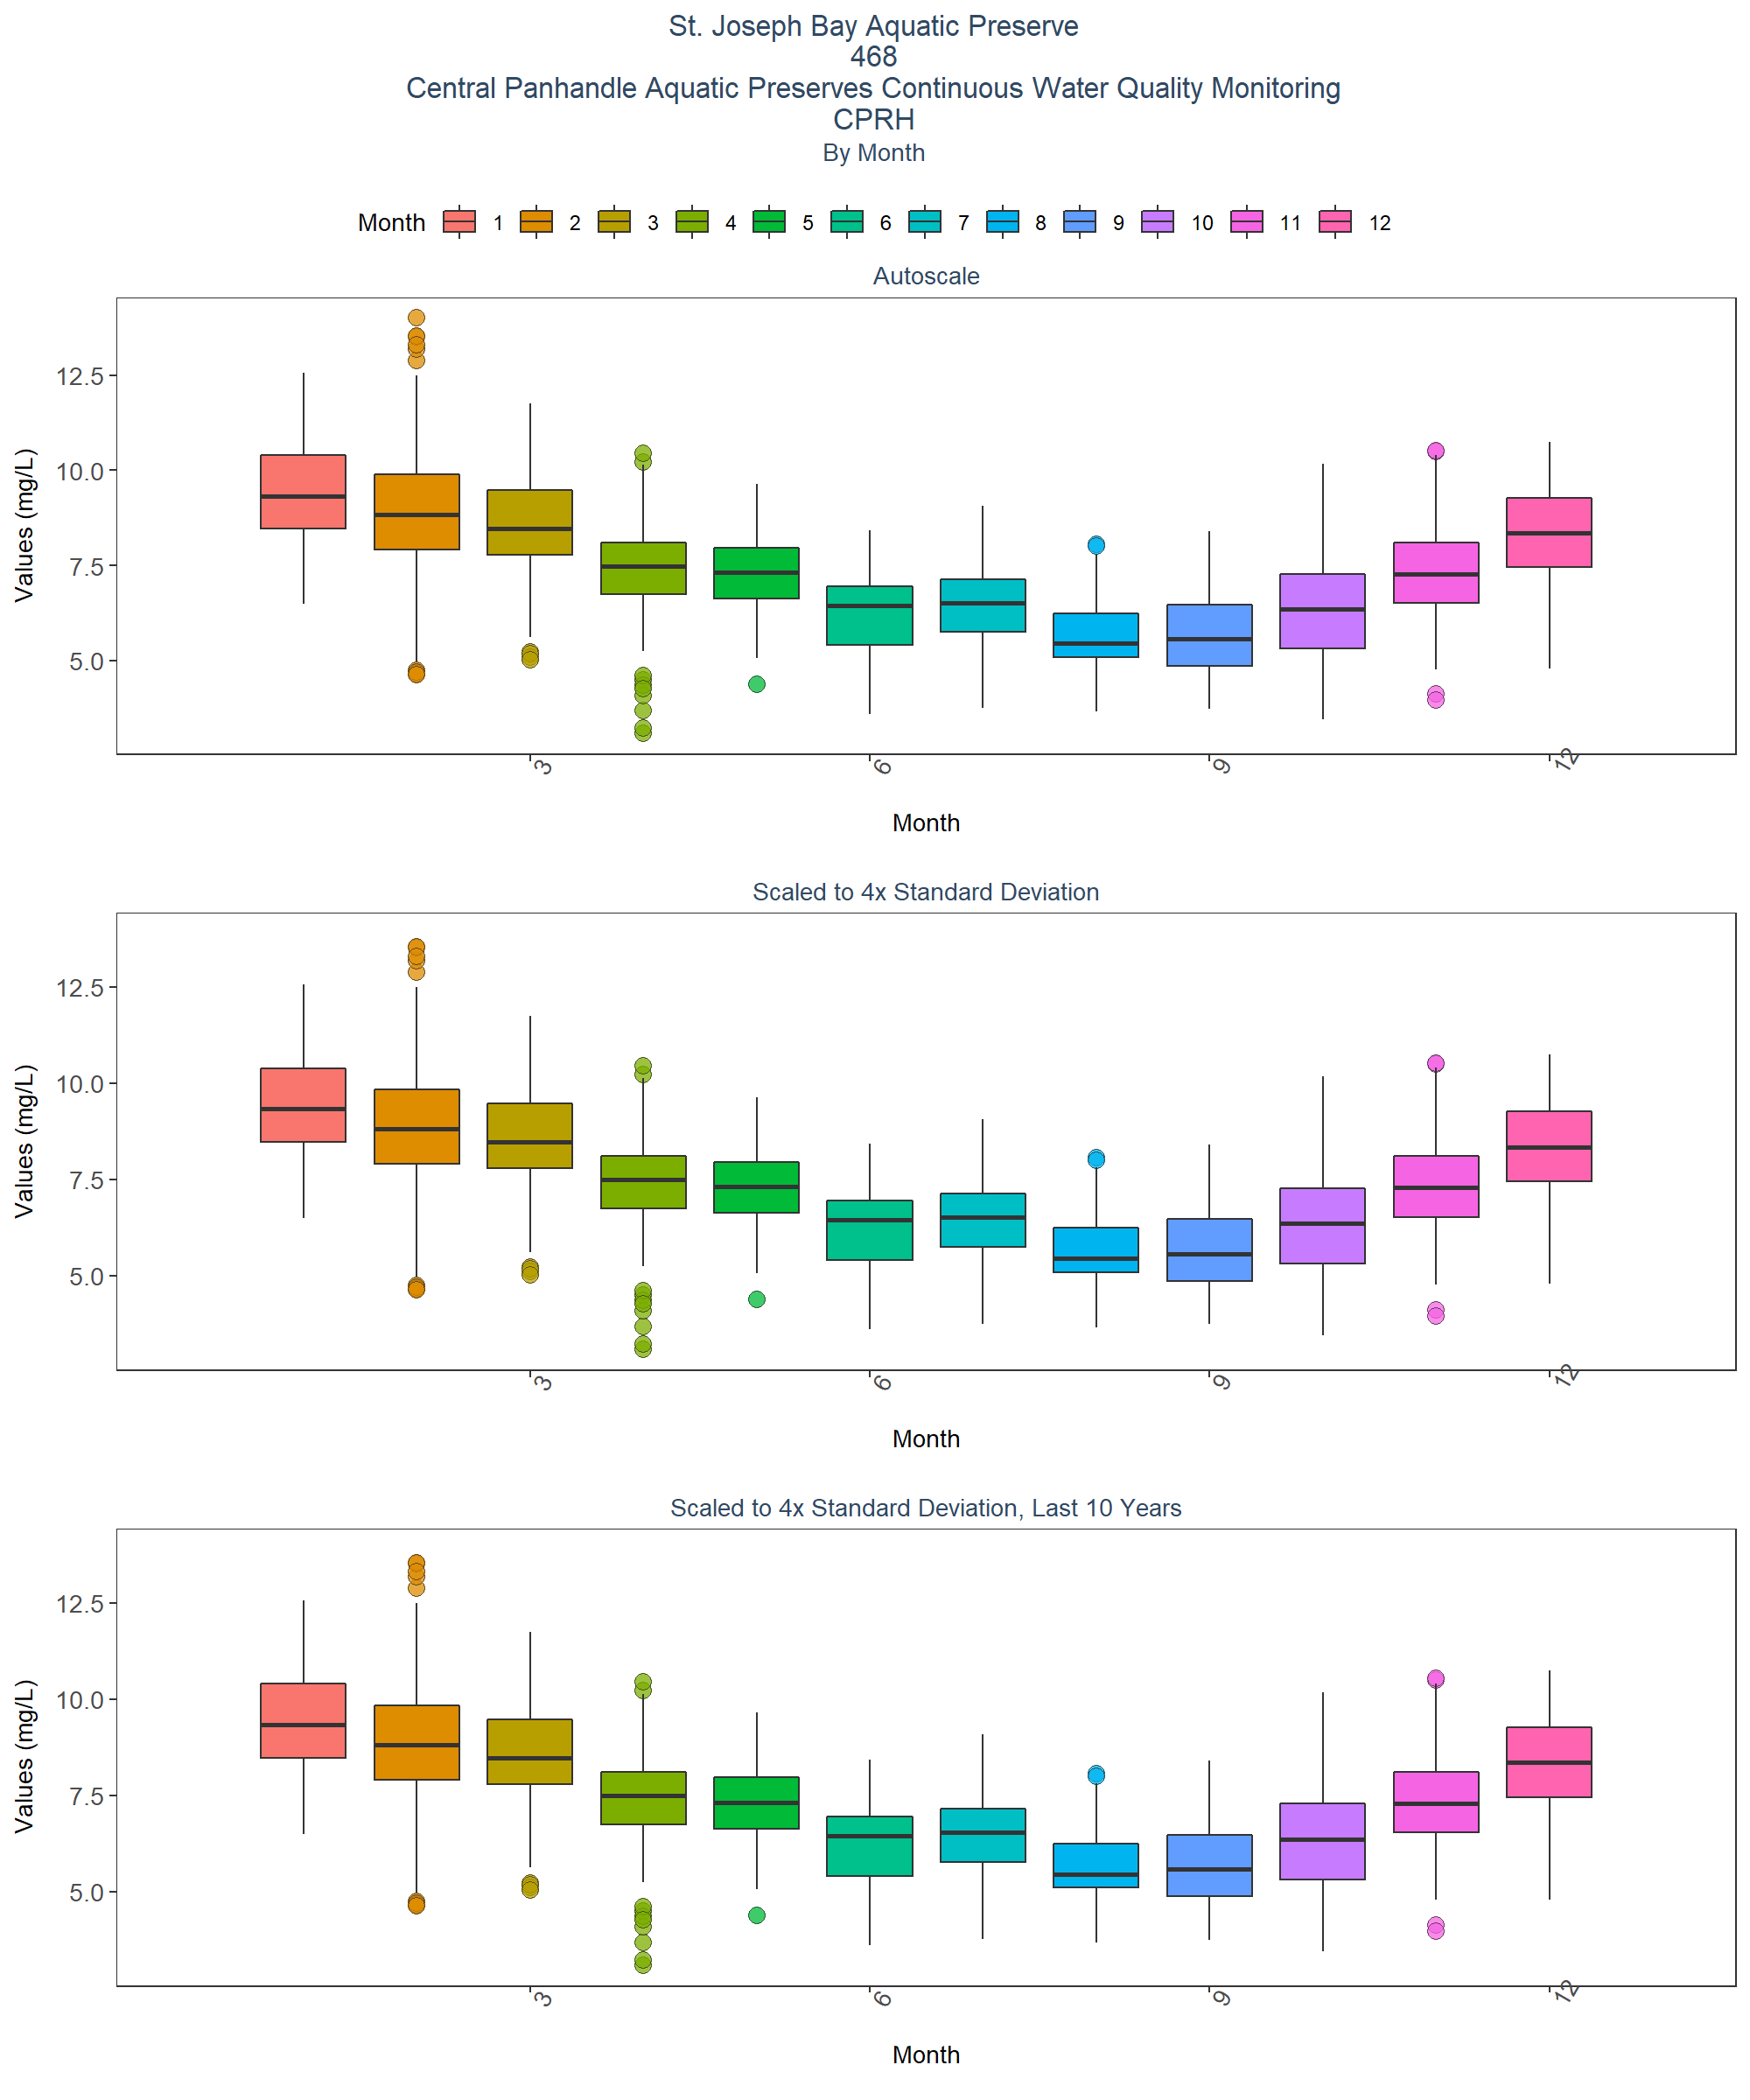 St. Joseph Bay Aquatic Preserve
468
Central Panhandle Aquatic Preserves Continuous Water Quality Monitoring
CPRH
By Month
Month 1 2 3 4 5 6 7 8 9 10 11 12
Autoscale
Values (mg/L)
12.5
10.0
7.5
5.0
3 6 9 12
Month
Scaled to 4x Standard Deviation
Values (mg/L)
12.5
10.0
7.5
5.0
3 6 9 12
Month
Scaled to 4x Standard Deviation, Last 10 Years
Values (mg/L)
12.5
10.0
7.5
5.0
3 6 9 12
Month